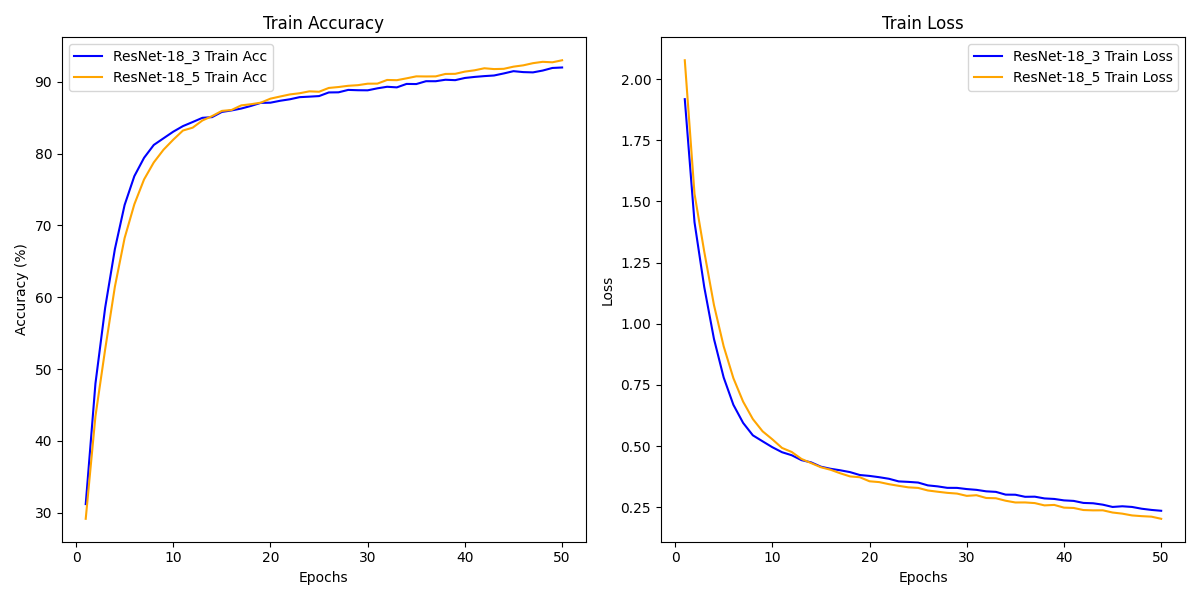 Train Accuracy
ResNet-18_3 Train Acc
ResNet-18_5 Train Acc
Accuracy (%)
90
80
70
60
50
40
30
0 10 20 30 40 50
Epochs
Train Loss
ResNet-18_3 Train Loss
ResNet-18_5 Train Loss
Loss
2.00
1.75
1.50
1.25
1.00
0.75
0.50
0.25
0 10 20 30 40 50
Epochs